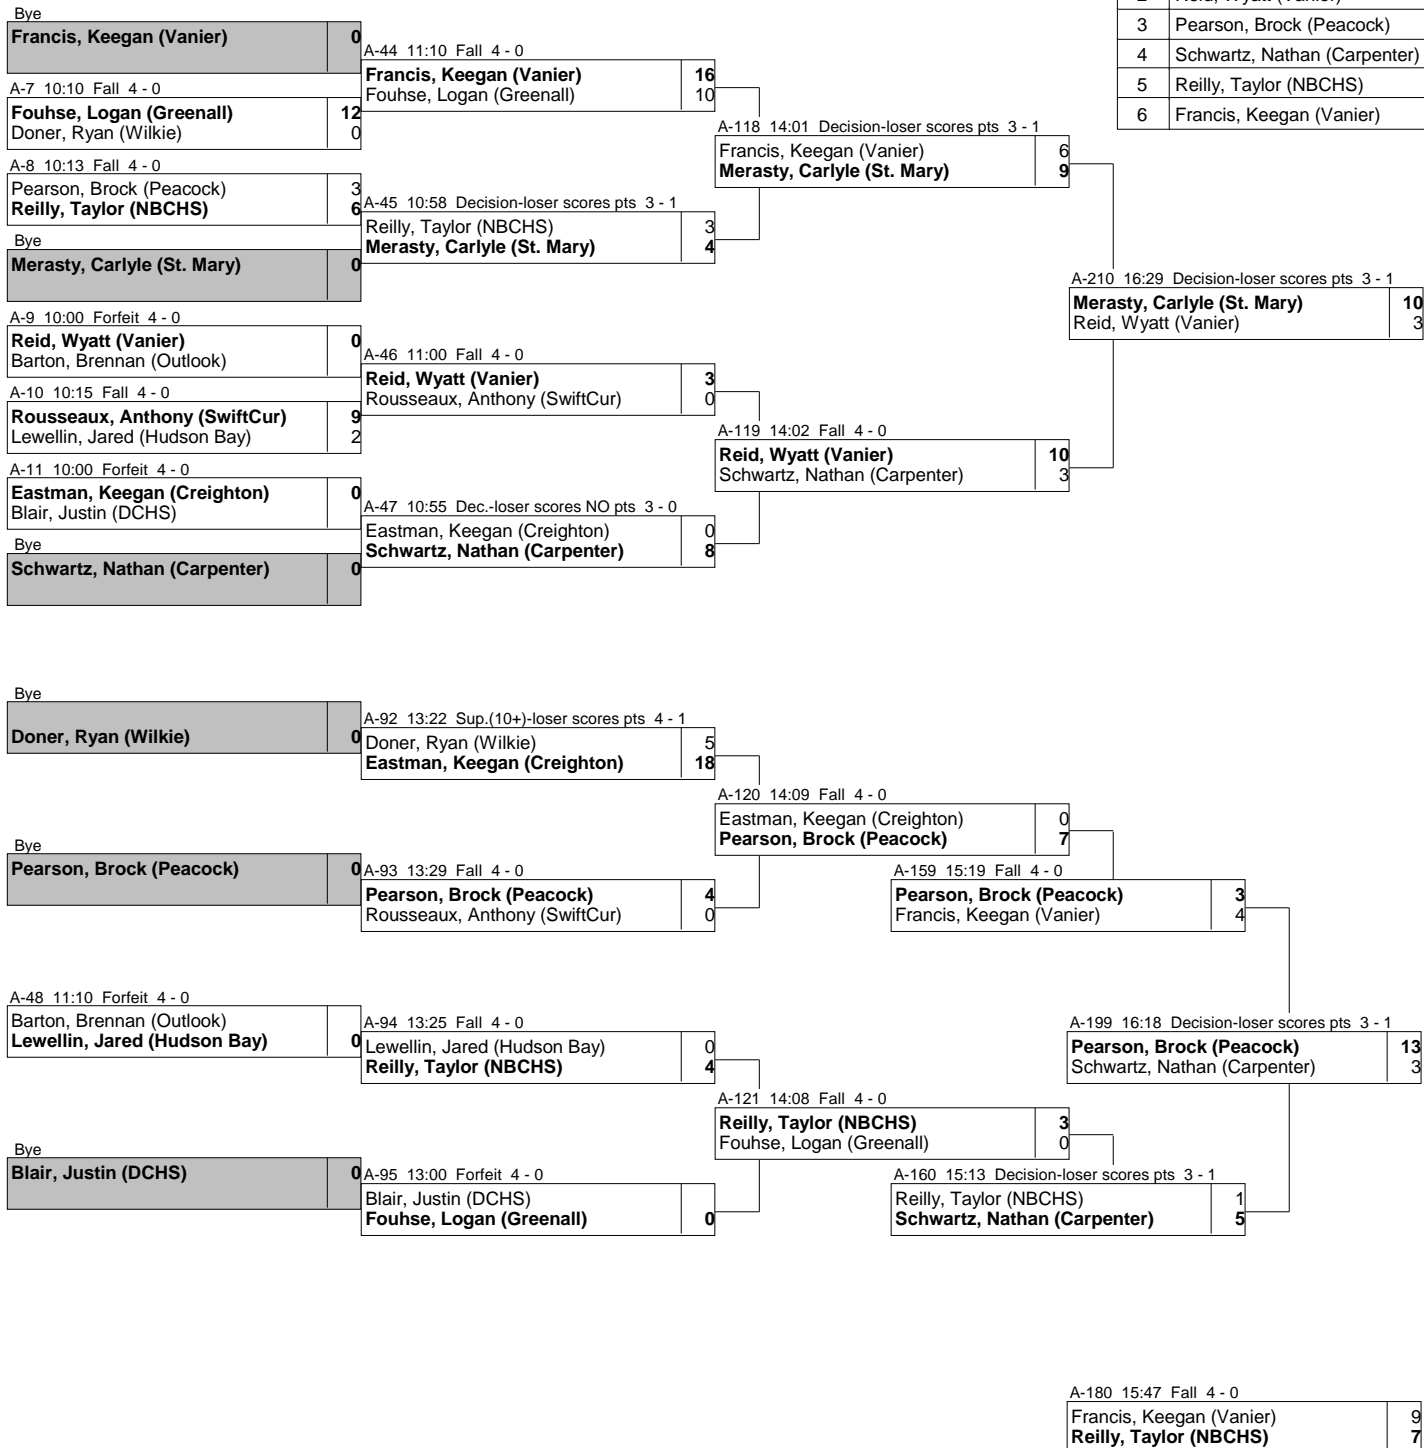 Bye
Francis, Keegan (Vanier) 0
A-7 10:10 Fall 4 - 0
Fouhse, Logan (Greenall) 12
Doner, Ryan (Wilkie) 0
A-8 10:13 Fall 4 - 0
Pearson, Brock (Peacock) 3
Reilly, Taylor (NBCHS) 6
Bye
Merasty, Carlyle (St. Mary) 0
A-9 10:00 Forfeit 4 - 0
Reid, Wyatt (Vanier) 0
Barton, Brennan (Outlook)
A-10 10:15 Fall 4 - 0
Rousseaux, Anthony (SwiftCur) 9
Lewellin, Jared (Hudson Bay) 2
A-11 10:00 Forfeit 4 - 0
Eastman, Keegan (Creighton) 0
Blair, Justin (DCHS)
Bye
Schwartz, Nathan (Carpenter) 0
A-44 11:10 Fall 4 - 0
Francis, Keegan (Vanier) 16
Fouhse, Logan (Greenall) 10
A-45 10:58 Decision-loser scores pts 3 - 1
Reilly, Taylor (NBCHS) 3
Merasty, Carlyle (St. Mary) 4
A-46 11:00 Fall 4 - 0
Reid, Wyatt (Vanier) 3
Rousseaux, Anthony (SwiftCur) 0
A-47 10:55 Dec.-loser scores NO pts 3 - 0
Eastman, Keegan (Creighton) 0
Schwartz, Nathan (Carpenter) 8
A-118 14:01 Decision-loser scores pts 3 - 1
Francis, Keegan (Vanier) 6
Merasty, Carlyle (St. Mary) 9
A-119 14:02 Fall 4 - 0
Reid, Wyatt (Vanier) 10
Schwartz, Nathan (Carpenter) 3
A-210 16:29 Decision-loser scores pts 3 - 1
Merasty, Carlyle (St. Mary) 10
Reid, Wyatt (Vanier) 3
3 Pearson, Brock (Peacock)
4 Schwartz, Nathan (Carpenter)
5 Reilly, Taylor (NBCHS)
6 Francis, Keegan (Vanier)
Bye
Doner, Ryan (Wilkie) 0
Bye
Pearson, Brock (Peacock) 0
A-48 11:10 Forfeit 4 - 0
Barton, Brennan (Outlook)
Lewellin, Jared (Hudson Bay) 0
Bye
Blair, Justin (DCHS) 0
A-92 13:22 Sup.(10+)-loser scores pts 4 - 1
Doner, Ryan (Wilkie) 5
Eastman, Keegan (Creighton) 18
A-93 13:29 Fall 4 - 0
Pearson, Brock (Peacock) 4
Rousseaux, Anthony (SwiftCur) 0
A-94 13:25 Fall 4 - 0
Lewellin, Jared (Hudson Bay) 0
Reilly, Taylor (NBCHS) 4
A-95 13:00 Forfeit 4 - 0
Blair, Justin (DCHS)
Fouhse, Logan (Greenall) 0
A-120 14:09 Fall 4 - 0
Eastman, Keegan (Creighton) 0
Pearson, Brock (Peacock) 7
A-121 14:08 Fall 4 - 0
Reilly, Taylor (NBCHS) 3
Fouhse, Logan (Greenall) 0
A-159 15:19 Fall 4 - 0
Pearson, Brock (Peacock) 3
Francis, Keegan (Vanier) 4
A-160 15:13 Decision-loser scores pts 3 - 1
Reilly, Taylor (NBCHS) 1
Schwartz, Nathan (Carpenter) 5
A-199 16:18 Decision-loser scores pts 3 - 1
Pearson, Brock (Peacock) 13
Schwartz, Nathan (Carpenter) 3
A-180 15:47 Fall 4 - 0
Francis, Keegan (Vanier) 9
Reilly, Taylor (NBCHS) 7